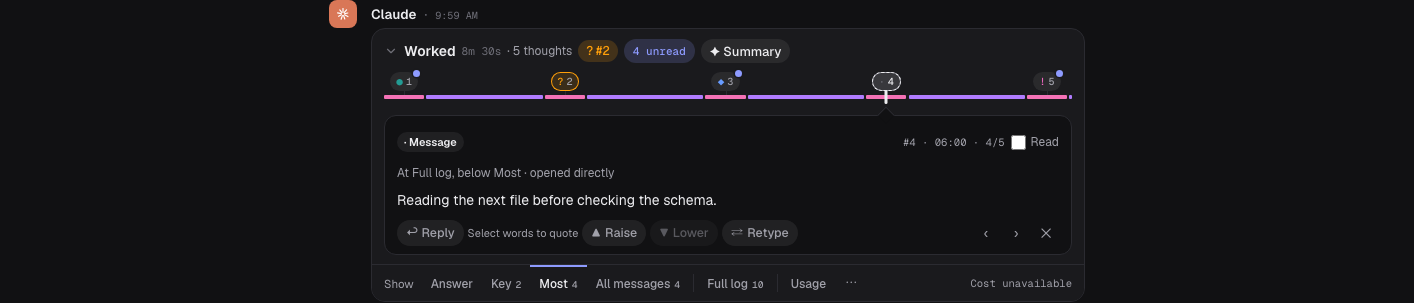 Claude · 9:59 AM
Worked 8m 30s · 5 thoughts ? #2 4 unread Summary
1 ? 2 3 4 ! 5
· Message #4 · 06:00 · 4/5 Read
At Full log, below Most · opened directly
Reading the next file before checking the schema.
Reply Select words to quote Raise Lower Retype
Show Answer Key 2 Most 4 All messages 4 Full log 10 Usage ··· Cost unavailable